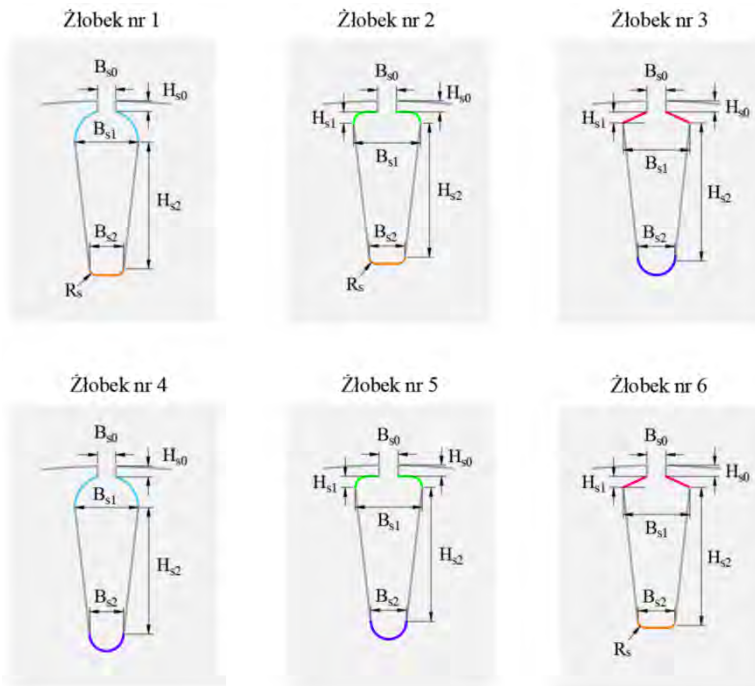 Żłobek nr 1
Żłobek nr 2
Żłobek nr 3
Bs0
Hs0
Bs1
Hs2
Bs2
Rs
Bs0
Hs0
Hs1
Bs1
Hs2
Bs2
Rs
Bs0
Hs0
Hs1
Bs1
Hs2
Bs2
Żłobek nr 4
Żłobek nr 5
Żłobek nr 6
Bs0
Hs0
Bs1
Hs2
Bs2
Bs0
Hs0
Hs1
Bs1
Hs2
Bs2
Bs0
Hs0
Hs1
Bs1
Hs2
Bs2
Rs